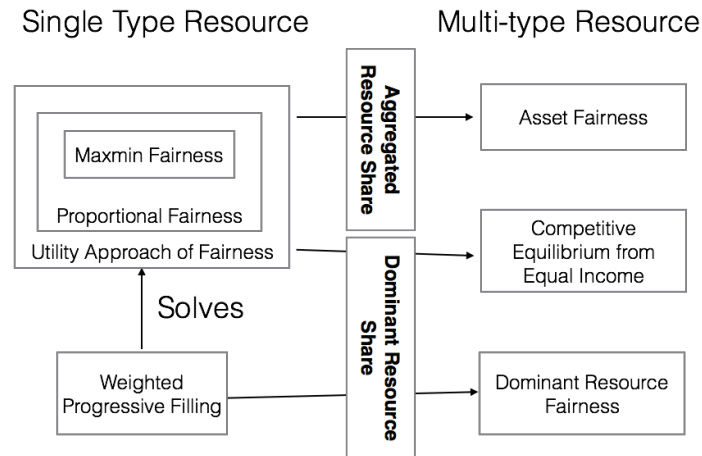 Single Type Resource
Multi-type Resource
Maxmin Fairness
Proportional Fairness
Utility Approach of Fairness
Solves
Weighted
Progressive Filling
Aggregated
Resource Share
Dominant Resource
Share
Asset Fairness
Competitive
Equilibrium from
Equal Income
Dominant Resource
Fairness